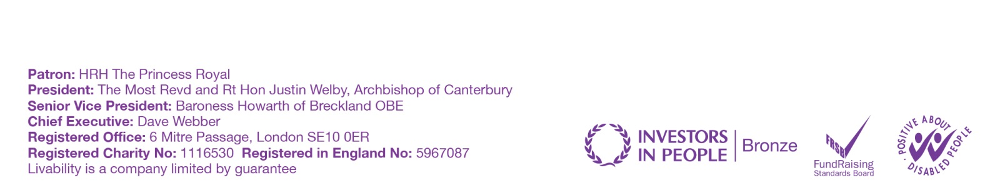 Patron: HRH The Princess Royal
President: The Most Revd and Rt Hon Justin Welby, Archbishop of Canterbury
Senior Vice President: Baroness Howarth of Breckland OBE
Chief Executive: Dave Webber
Registered Office: 6 Mitre Passage, London SE10 0ER
Registered Charity No: 1116530  Registered in England No: 5967087
Livability is a company limited by guarantee
INVESTORS
IN PEOPLE
Bronze
FRSB
FundRaising
Standards Board
POSITIVE ABOUT
· DISABLED PEOPLE